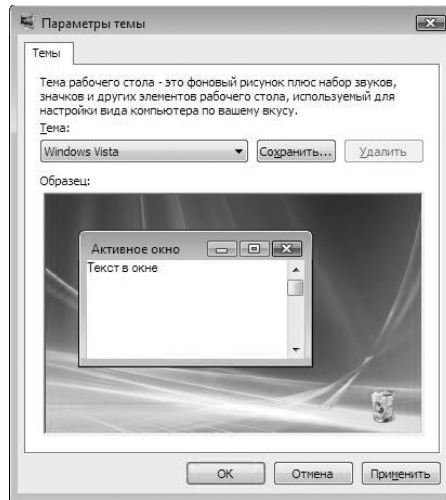 Параметры темы
Темы
Тема рабочего стола - это фоновый рисунок плюс набор звуков,
значков и других элементов рабочего стола, используемый для
настройки вида компьютера по вашему вкусу.
Тема:
Windows Vista
Сохранить...
Удалить
Образец:
Активное окно
Текст в окне
ОК
Отмена
Применить